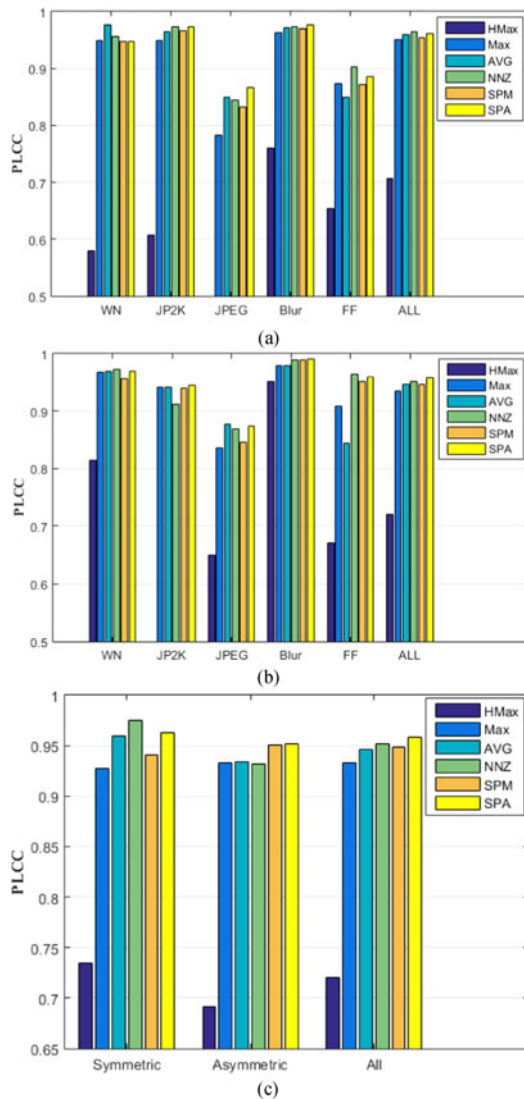 1
0.9
0.8
0.7
0.6
0.5
PLCC
WN JP2K JPEG Blur FF ALL
HMax
Max
AVG
NNZ
SPM
SPA
(a)
1
0.9
0.8
0.7
0.6
0.5
PLCC
WN JP2K JPEG Blur FF ALL
HMax
Max
AVG
NNZ
SPM
SPA
(b)
1
0.95
0.9
0.85
0.8
0.75
0.7
0.65
PLCC
Symmetric Asymmetric All
HMax
Max
AVG
NNZ
SPM
SPA
(c)